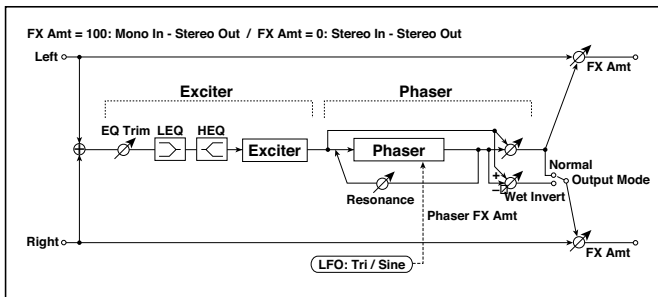 FX Amt = 100: Mono In - Stereo Out  /  FX Amt = 0: Stereo In - Stereo Out
Left
FX Amt
Exciter
Phaser
EQ Trim
LEQ
HEQ
Exciter
Phaser
Normal
Output Mode
+
−
Wet Invert
Resonance
Phaser FX Amt
Right
FX Amt
LFO: Tri / Sine